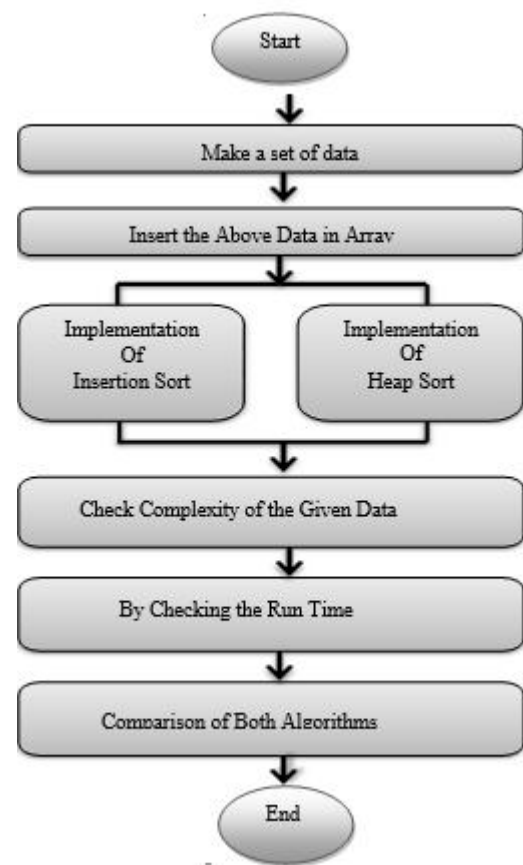 Start
Make a set of data
Insert the Above Data in Array
Implementation
Of
Insertion Sort
Implementation
Of
Heap Sort
Check Complexity of the Given Data
By Checking the Run Time
Comparison of Both Algorithms
End